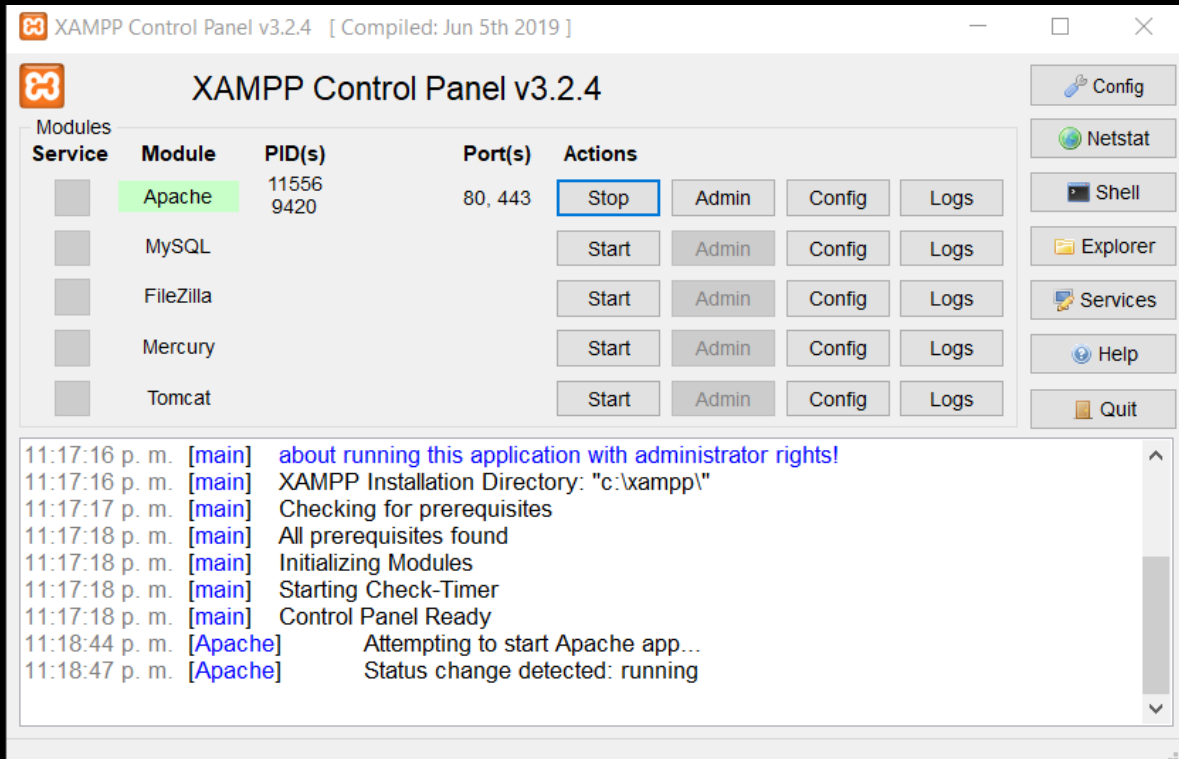 XAMPP Control Panel v3.2.4 [ Compiled: Jun 5th 2019 ]
XAMPP Control Panel v3.2.4
Config
Modules
Service Module PID(s) Port(s) Actions
Netstat
Apache 11556 9420 80, 443 Stop Admin Config Logs
Shell
MySQL Start Admin Config Logs
Explorer
FileZilla Start Admin Config Logs
Services
Mercury Start Admin Config Logs
Help
Tomcat Start Admin Config Logs
Quit
11:17:16 p. m. [main] about running this application with administrator rights!
11:17:16 p. m. [main] XAMPP Installation Directory: "c:\xampp\"
11:17:17 p. m. [main] Checking for prerequisites
11:17:18 p. m. [main] All prerequisites found
11:17:18 p. m. [main] Initializing Modules
11:17:18 p. m. [main] Starting Check-Timer
11:17:18 p. m. [main] Control Panel Ready
11:18:44 p. m. [Apache] Attempting to start Apache app...
11:18:47 p. m. [Apache] Status change detected: running